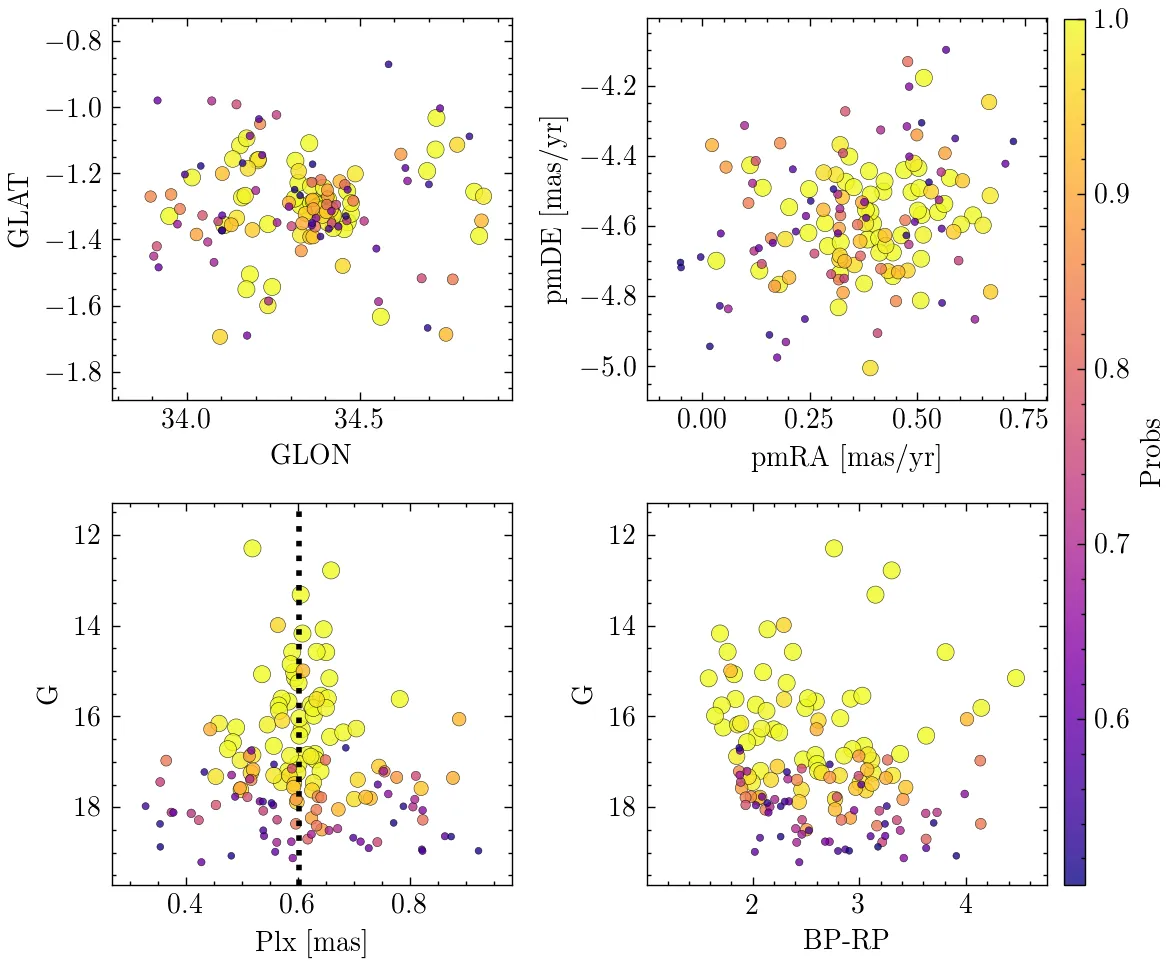 −0.8
−1.0
−1.2
−1.4
−1.6
−1.8
GLAT
34.0 34.5
GLON
−4.2
−4.4
−4.6
−4.8
−5.0
pmDE [mas/yr]
0.00 0.25 0.50 0.75
pmRA [mas/yr]
12
14
16
18
G
0.4 0.6 0.8
Plx [mas]
12
14
16
18
G
2 3 4
BP-RP
1.0
0.9
0.8
0.7
0.6
Probs